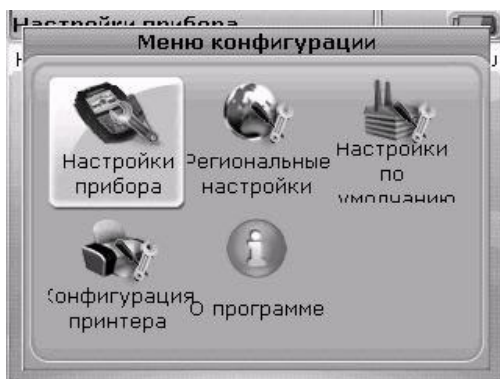 Настройки прибора
Меню конфигурации
Настройки
прибора
Региональные
настройки
Настройки
по
умолчанию
Конфигурация
принтера
О программе